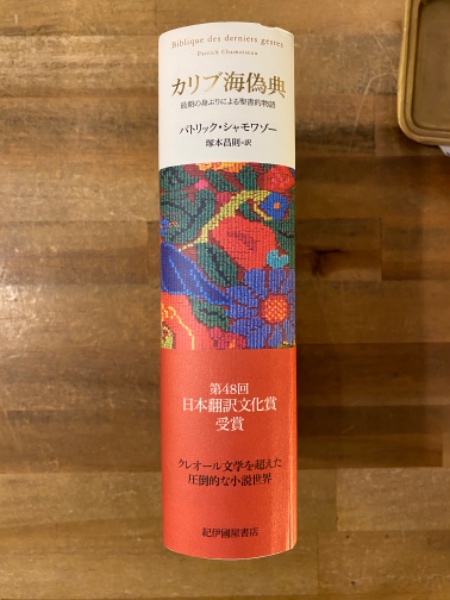 Biblique des derniers gestes
Patrick Chamoiseau
カリブ海偽典
最期の身ぶりによる聖書的物語
パトリック・シャモワゾー
塚本昌則=訳
第48回
日本翻訳文化賞
受賞
クレオール文学を超えた
圧倒的な小説世界
紀伊國屋書店